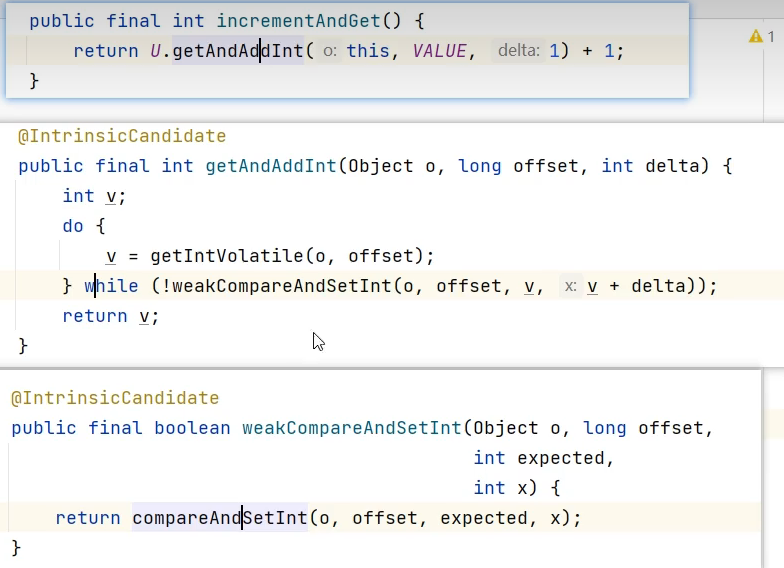 public final int incrementAndGet() {
return U.getAndAddInt( o: this, VALUE, delta: 1) + 1;
}
1
@IntrinsicCandidate
public final int getAndAddInt(Object o, long offset, int delta) {
int v;
do {
v = getIntVolatile(o, offset);
} while (!weakCompareAndSetInt(o, offset, v, x: v + delta));
return v;
}
@IntrinsicCandidate
public final boolean weakCompareAndSetInt(Object o, long offset,
int expected,
int x) {
return compareAndSetInt(o, offset, expected, x);
}